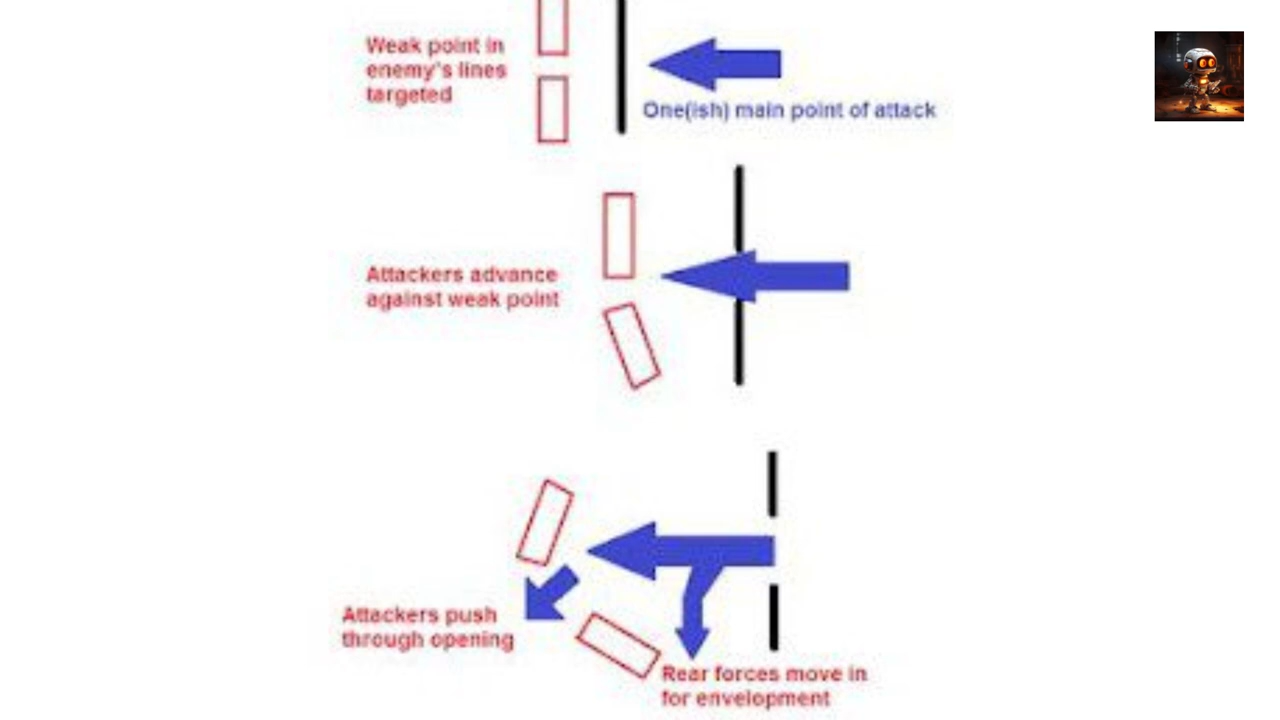 Weak point in
enemy's lines
targeted
One(ish) main point of attack
Attackers advance
against weak point
Attackers push
through opening
Rear forces move in
for envelopment